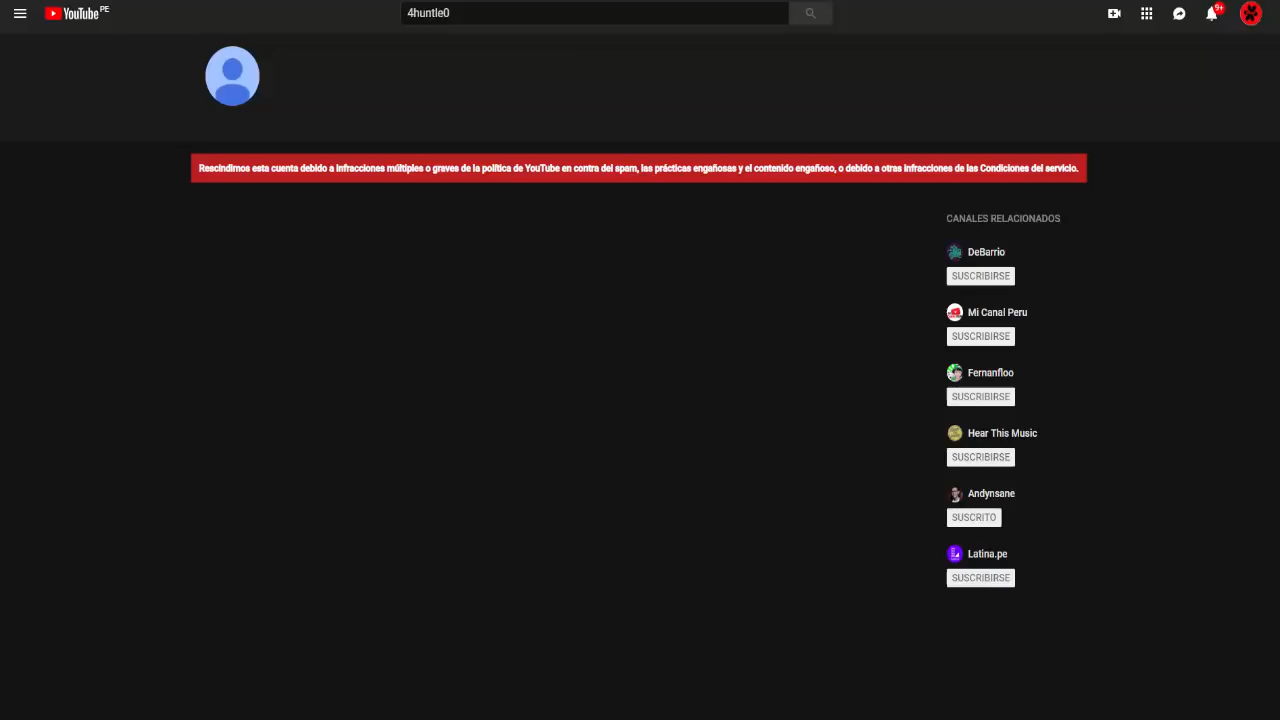 YouTube PE
4huntle0
9+
Rescindimos esta cuenta debido a infracciones múltiples o graves de la política de YouTube en contra del spam, las prácticas engañosas y el contenido engañoso, o debido a otras infracciones de las Condiciones del servicio.
CANALES RELACIONADOS
DeBarrio
SUSCRIBIRSE
Mi Canal Peru
SUSCRIBIRSE
Fernanfloo
SUSCRIBIRSE
Hear This Music
SUSCRIBIRSE
Andynsane
SUSCRITO
Latina.pe
SUSCRIBIRSE